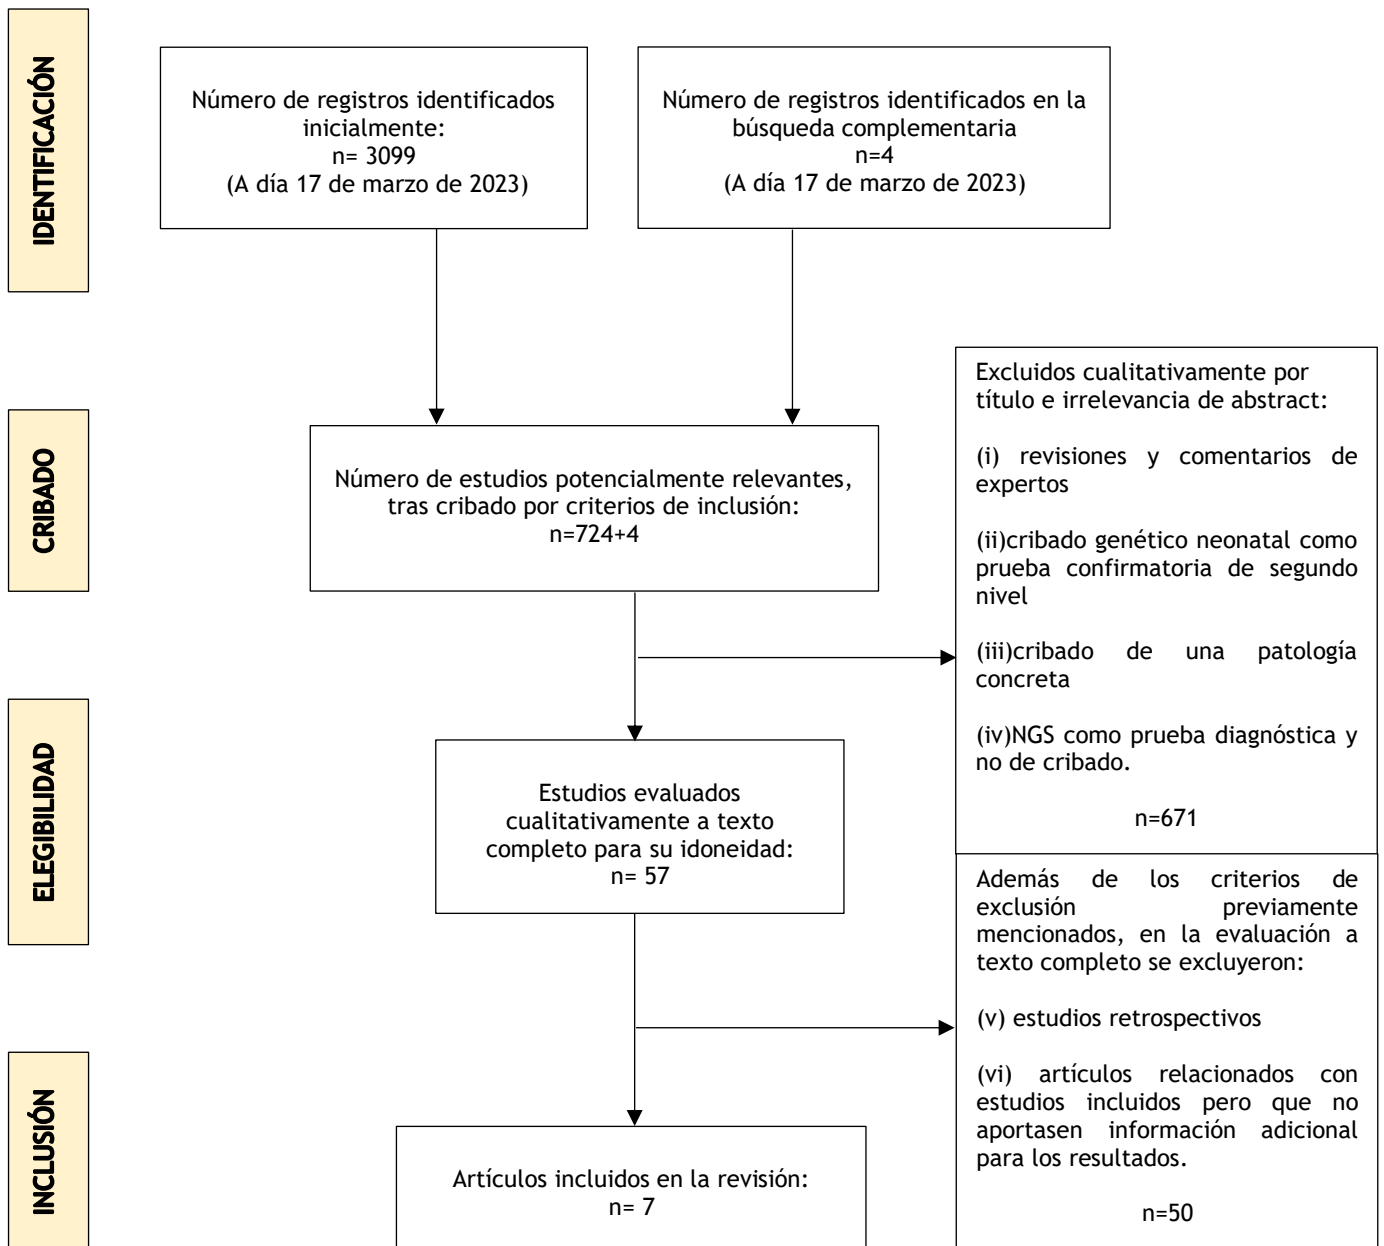 IDENTIFICACIÓN
Número de registros identificados
inicialmente:
n= 3099
(A día 17 de marzo de 2023)
Número de registros identificados en la
búsqueda complementaria
n=4
(A día 17 de marzo de 2023)
CRIBADO
Número de estudios potencialmente relevantes,
tras cribado por criterios de inclusión:
n=724+4
Excluidos cualitativamente por
título e irrelevancia de abstract:
(i) revisiones y comentarios de
expertos
(ii)cribado genético neonatal como
prueba confirmatoria de segundo
nivel
(iii)cribado de una patología
concreta
(iv)NGS como prueba diagnóstica y
no de cribado.
n=671
ELEGIBILIDAD
Estudios evaluados
cualitativamente a texto
completo para su idoneidad:
n= 57
Además de los criterios de
exclusión previamente
mencionados, en la evaluación a
texto completo se excluyeron:
(v) estudios retrospectivos
(vi) artículos relacionados con
estudios incluidos pero que no
aportasen información adicional
para los resultados.
n=50
INCLUSIÓN
Artículos incluidos en la revisión:
n= 7